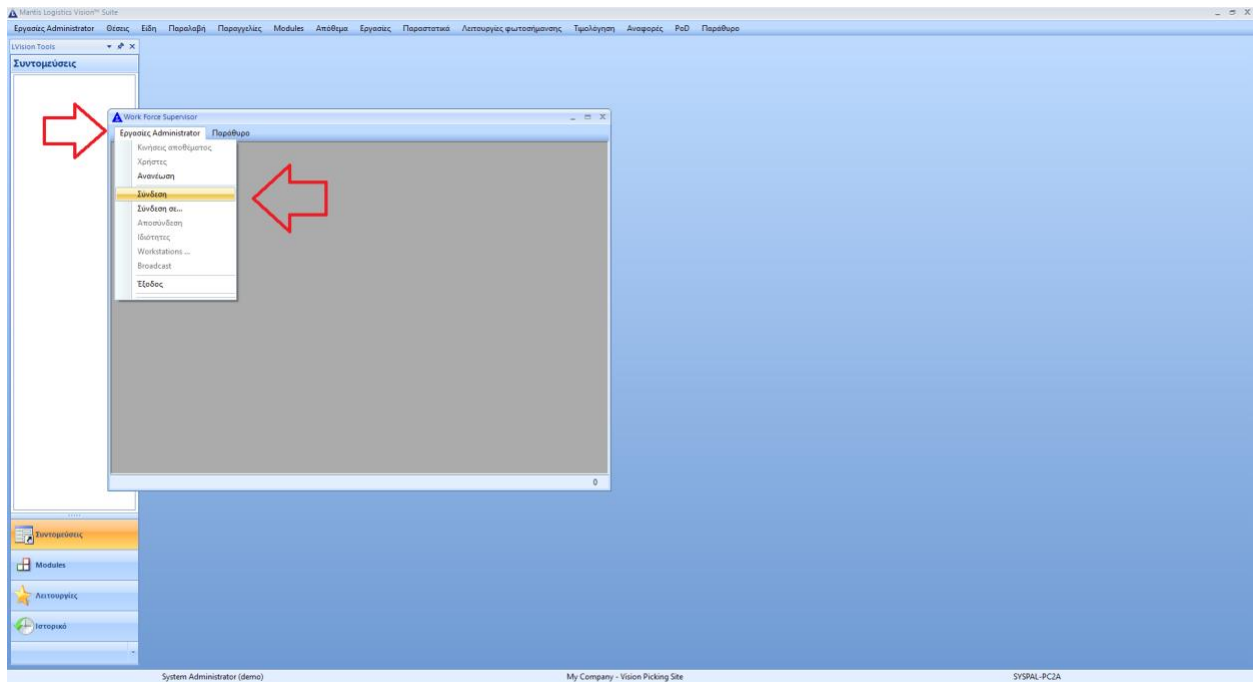 Mantis Logistics Vision™ Suite
Εργασίες Administrator Θέσεις Είδη Παραλαβή Παραγγελίες Modules Απόθεμα Εργασίες Παραστατικά Λειτουργίες φωτοσήμανσης Τιμολόγηση Αναφορές PoD Παράθυρο
LVision Tools
Συντομεύσεις
Work Force Supervisor
Εργασίες Administrator Παράθυρο
Κινήσεις αποθέματος
Χρήστες
Ανανέωση
Σύνδεση
Σύνδεση σε...
Αποσύνδεση
Ιδιότητες
Workstations ...
Broadcast
Έξοδος
0
Συντομεύσεις
Modules
Λειτουργίες
Ιστορικό
System Administrator (demo) My Company - Vision Picking Site SYSPAL-PC2A